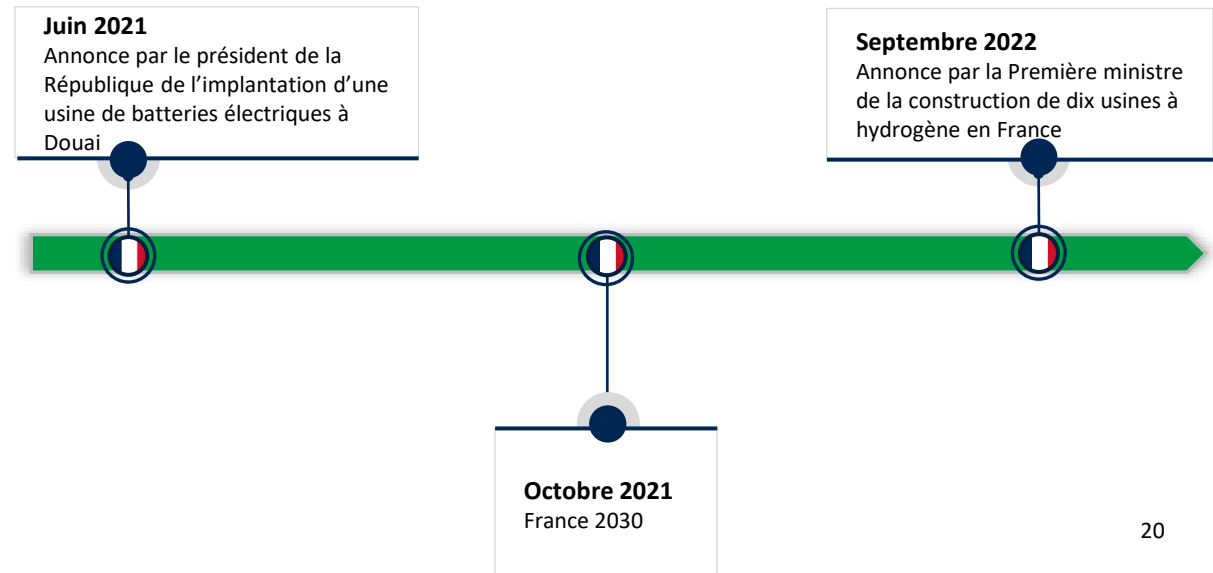 Juin 2021
Annonce par le président de la
République de l’implantation d’une
usine de batteries électriques à
Douai
Septembre 2022
Annonce par la Première ministre
de la construction de dix usines à
hydrogène en France
Octobre 2021
France 2030
20